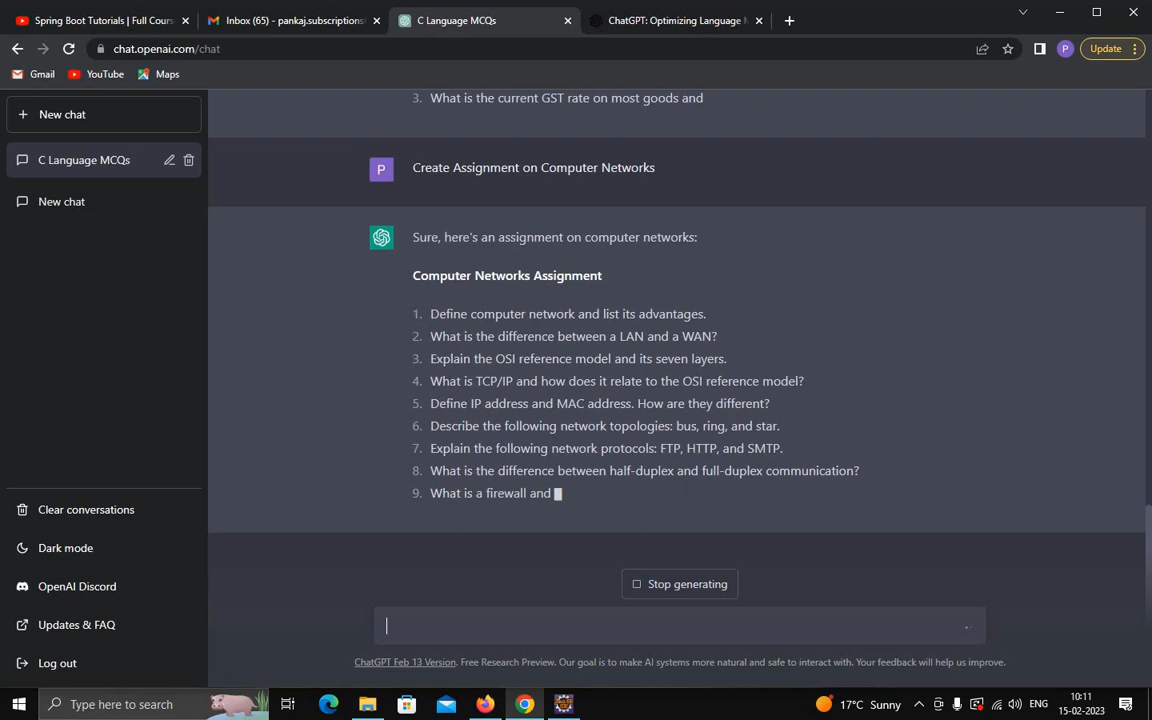 Spring Boot Tutorials | Full Cours
Inbox (65) - pankaj.subscriptions
C Language MCQs
ChatGPT: Optimizing Language M
chat.openai.com/chat
P
Update
Gmail
YouTube
Maps
New chat
C Language MCQs
New chat
Clear conversations
Dark mode
OpenAI Discord
Updates & FAQ
Log out
3. What is the current GST rate on most goods and
P
Create Assignment on Computer Networks
Sure, here's an assignment on computer networks:
Computer Networks Assignment
1. Define computer network and list its advantages.
2. What is the difference between a LAN and a WAN?
3. Explain the OSI reference model and its seven layers.
4. What is TCP/IP and how does it relate to the OSI reference model?
5. Define IP address and MAC address. How are they different?
6. Describe the following network topologies: bus, ring, and star.
7. Explain the following network protocols: FTP, HTTP, and SMTP.
8. What is the difference between half-duplex and full-duplex communication?
9. What is a firewall and
Stop generating
ChatGPT Feb 13 Version. Free Research Preview. Our goal is to make AI systems more natural and safe to interact with. Your feedback will help us improve.
Type here to search
17°C Sunny
ENG
10:11
15-02-2023